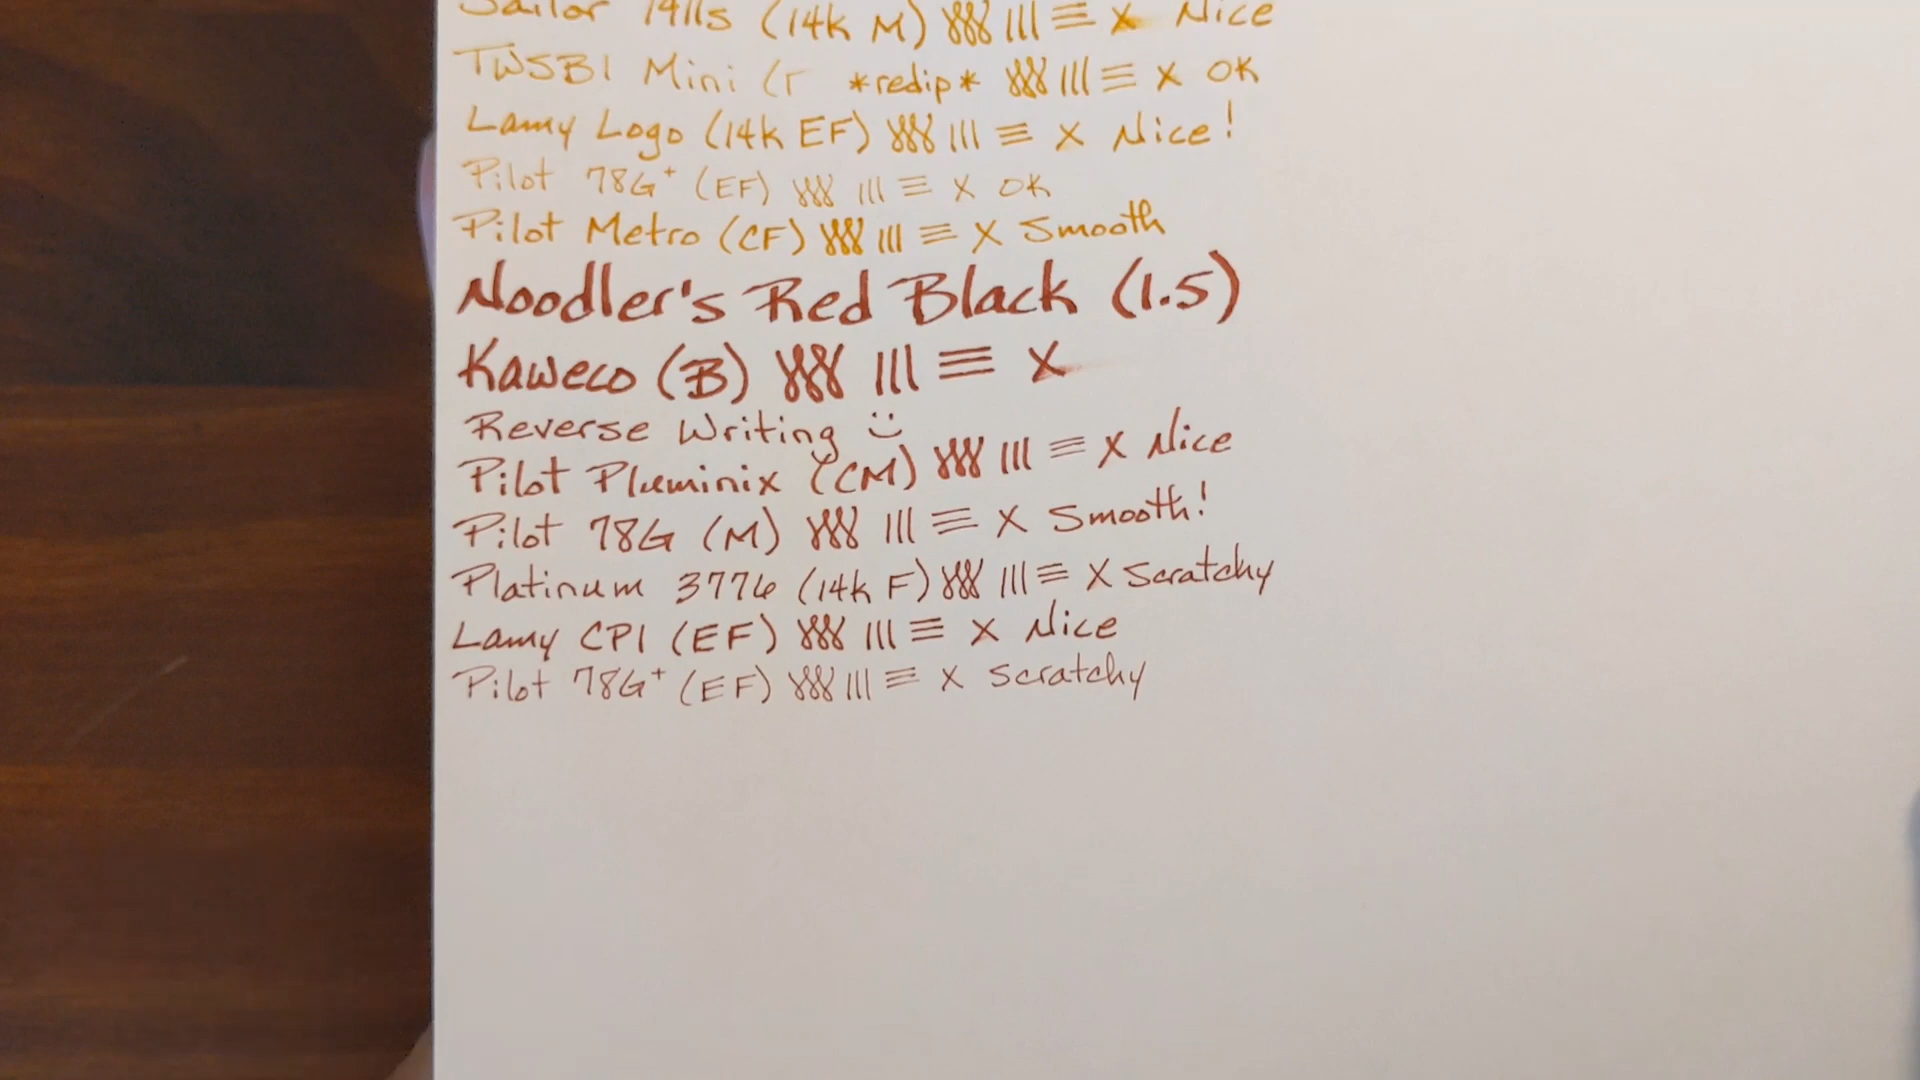 Sailor 1911s (14k M) X Nice
TWSBI Mini ( *redip* X OK
Lamy Logo (14k EF) X Nice!
Pilot 78G+ (EF) X OK
Pilot Metro (CF) X Smooth
Noodler's Red Black (1.5)
Kaweco (B) X
Reverse Writing
Pilot Pluminix (CM) X Nice
Pilot 78G (M) X Smooth!
Platinum 3776 (14k F) X Scratchy
Lamy CP1 (EF) X Nice
Pilot 78G+ (EF) X Scratchy